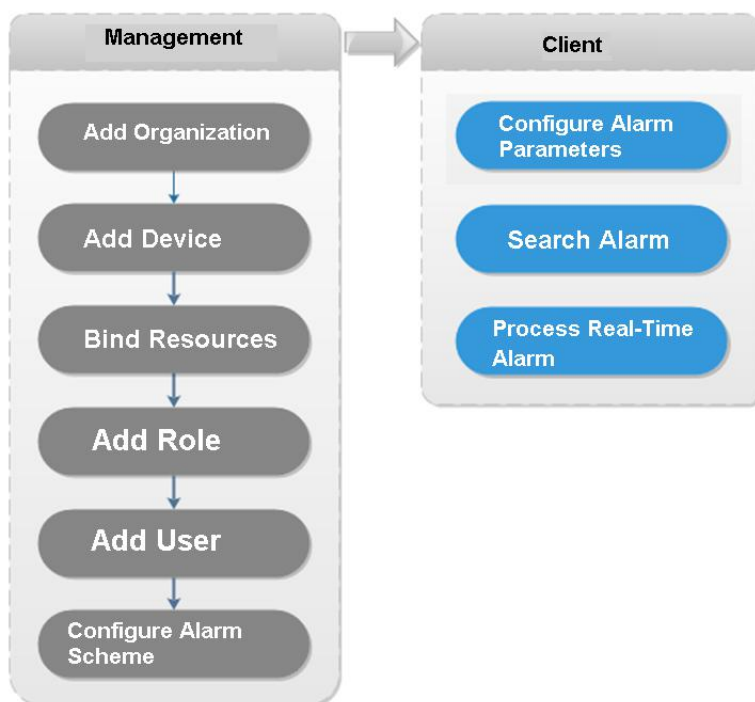 Management
Add Organization
Add Device
Bind Resources
Add Role
Add User
Configure Alarm
Scheme
Client
Configure Alarm
Parameters
Search Alarm
Process Real-Time
Alarm